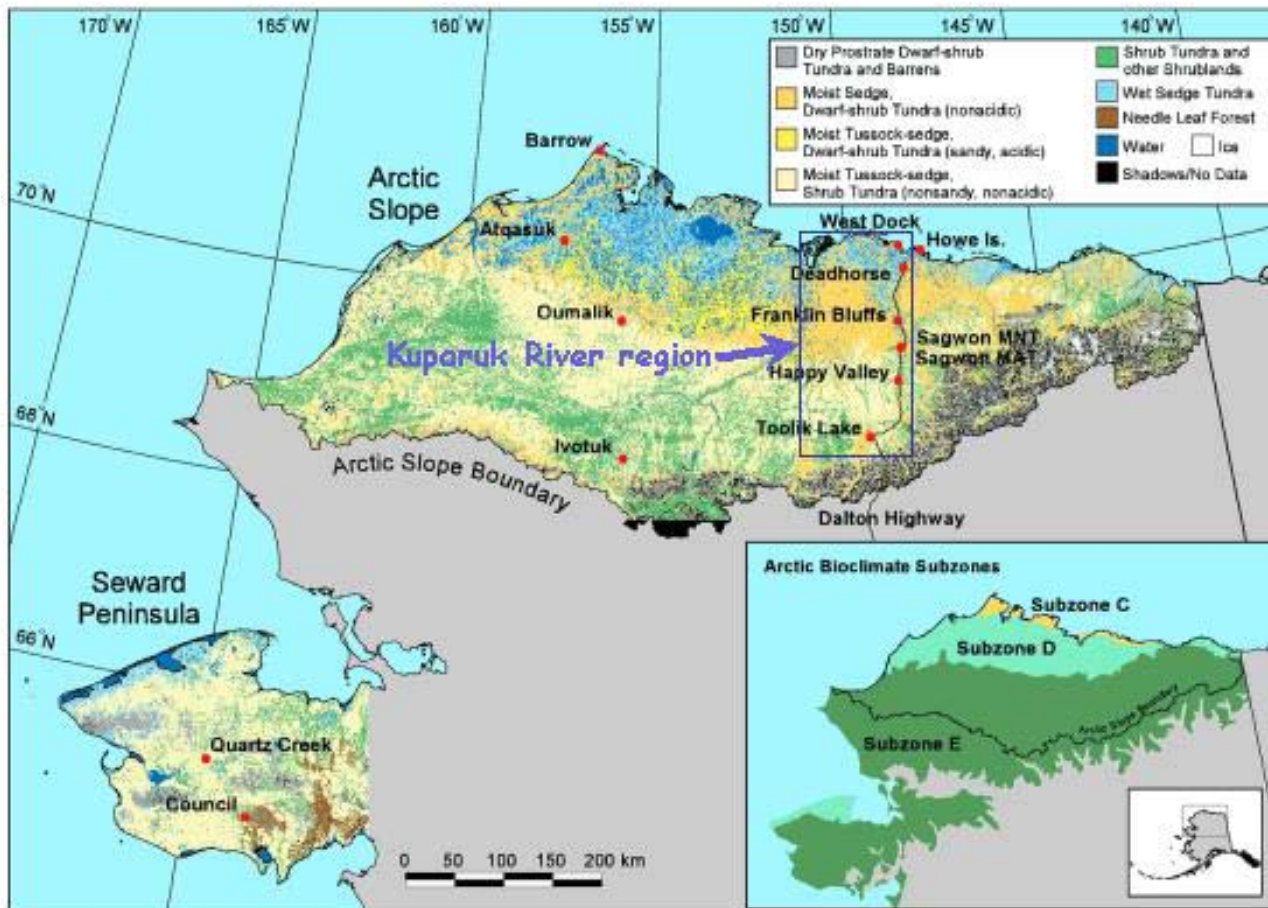 170°W
165°W
160°W
155°W
150°W
145°W
140°W
Dry Prostrate Dwarf-shrub
Tundra and Barrens
Moist Sedge,
Dwarf-shrub Tundra (nonacidic)
Moist Tussock-sedge,
Dwarf-shrub Tundra (sandy, acidic)
Moist Tussock-sedge,
Shrub Tundra (nonsandy, nonacidic)
Shrub Tundra and
other Shrublands
Wet Sedge Tundra
Needle Leaf Forest
Water
Ice
Shadows/No Data
70°N
68°N
66°N
Arctic
Slope
Barrow
Atqasuk
Oumalik
Kuparuk River region
Ivotuk
Arctic Slope Boundary
West Dock
Howe Is.
Deadhorse
Franklin Bluffs
Sagwon MNT
Sagwon MAT
Happy Valley
Toolik Lake
Dalton Highway
Seward
Peninsula
Quartz Creek
Council
0 50 100 150 200 km
Arctic Bioclimate Subzones
Subzone C
Subzone D
Subzone E
Arctic Slope Boundary